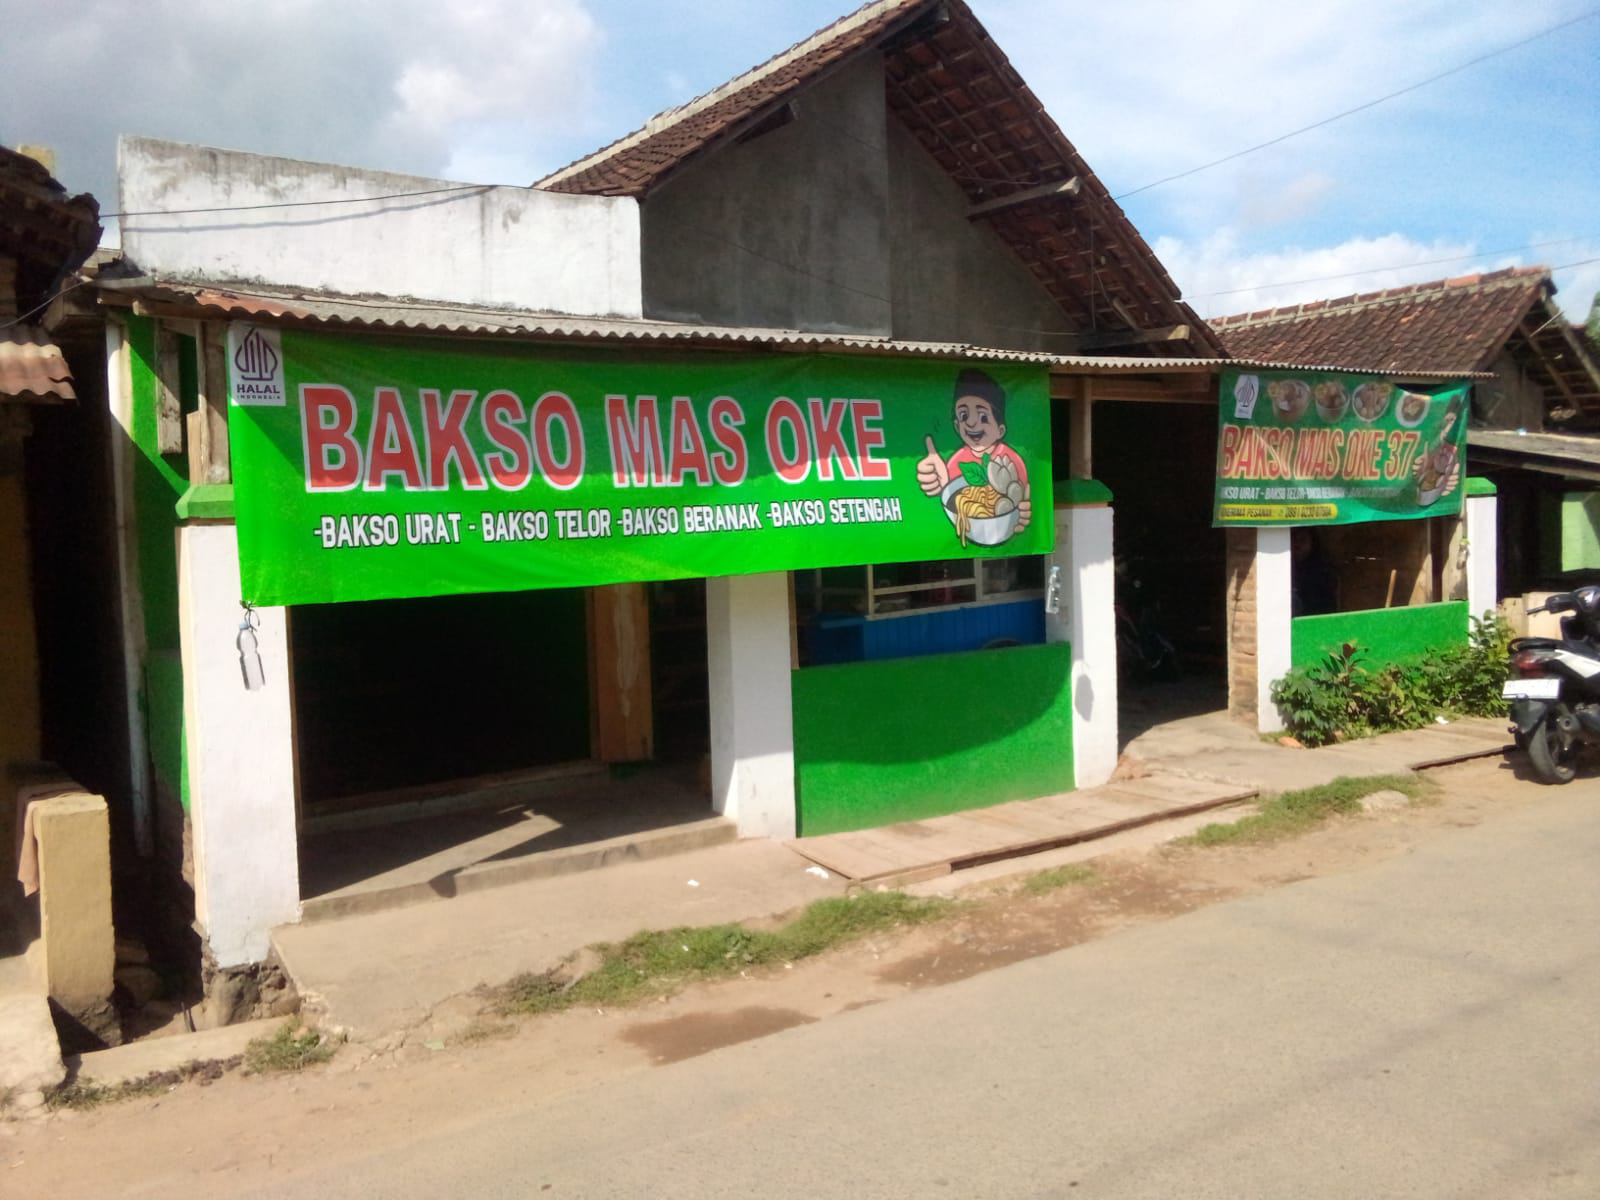 HALAL
INDONESIA
BAKSO MAS OKE
-BAKSO URAT - BAKSO TELOR -BAKSO BERANAK -BAKSO SETENGAH
BAKSO MAS OKE 37
URAT - BAKSO TELOR